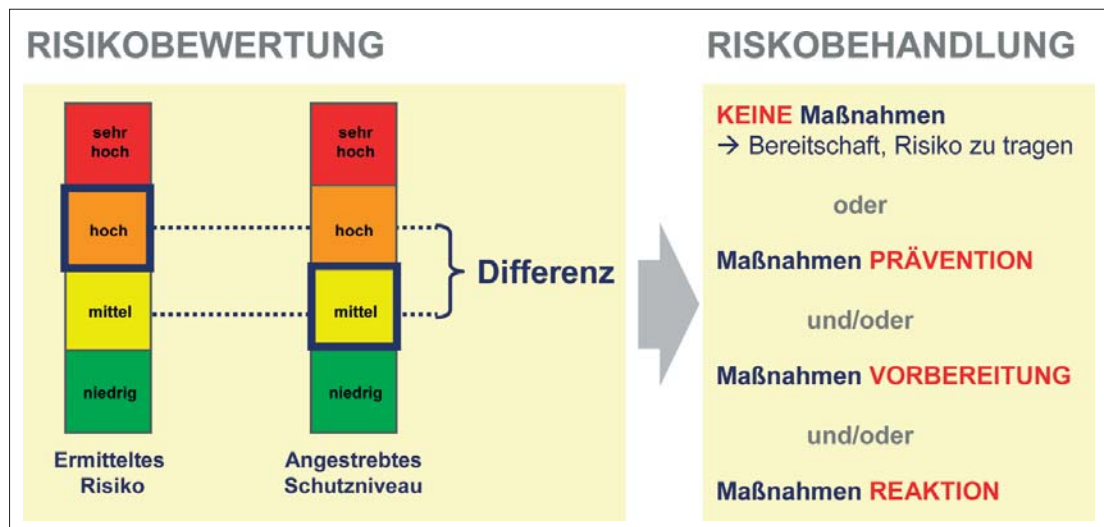 RISIKOBEWERTUNG
sehr
hoch
hoch
mittel
niedrig
Ermitteltes
Risiko
sehr
hoch
hoch
mittel
niedrig
Angestrebtes
Schutzniveau
Differenz
RISKOBEHANDLUNG
KEINE Maßnahmen
→ Bereitschaft, Risiko zu tragen
oder
Maßnahmen PRÄVENTION
und/oder
Maßnahmen VORBEREITUNG
und/oder
Maßnahmen REAKTION